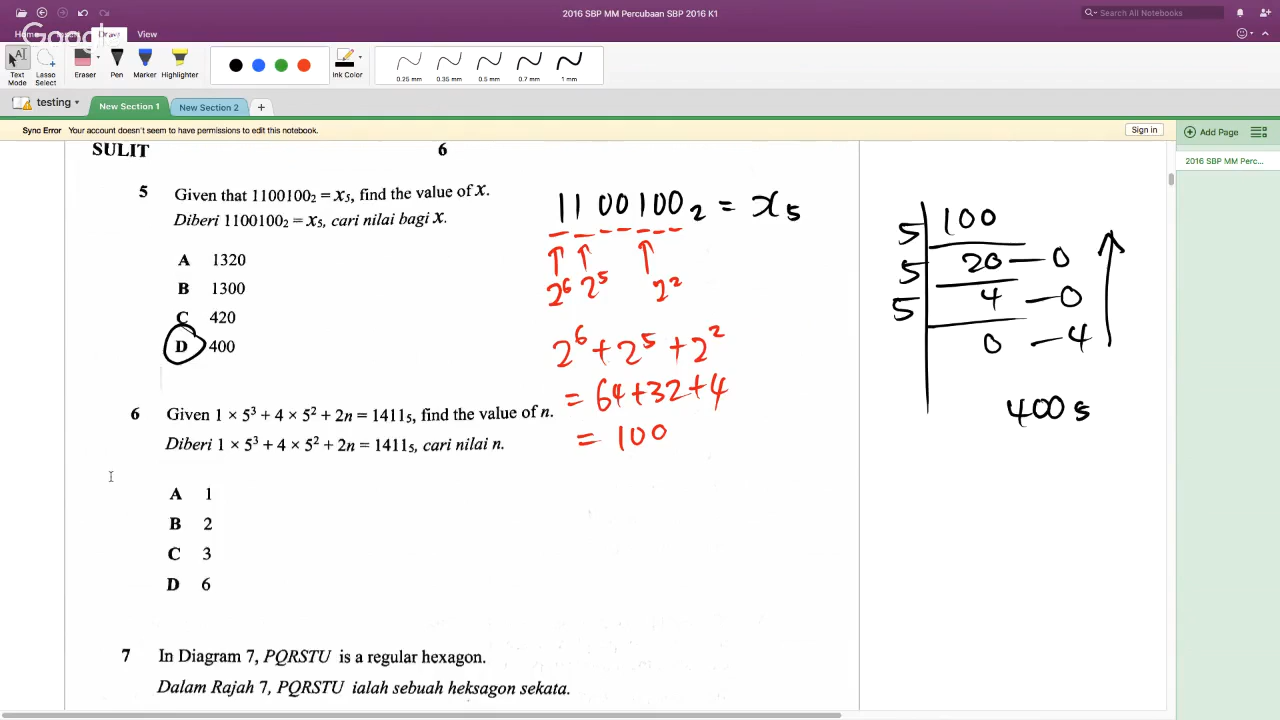 2016 SBP MM Percubaan SBP 2016 K1
Search All Notebooks
Google
Home Insert Draw View
Text Mode
Lasso Select
Eraser
Pen
Marker
Highlighter
Ink Color
0.25 mm
0.35 mm
0.5 mm
0.7 mm
1 mm
testing
New Section 1
New Section 2
Sync Error Your account doesn't seem to have permissions to edit this notebook.
Sign in
Add Page
2016 SBP MM Perc...
SULIT 6
5 Given that 1100100₂ = x₅, find the value of x.
Diberi 1100100₂ = x₅, cari nilai bagi x.
A 1320
B 1300
C 420
D 400
1100100₂ = x₅
2⁶ 2⁵ 2²
2⁶ + 2⁵ + 2²
= 64 + 32 + 4
= 100
5 100
5 20 — 0
5 4 — 0
0 — 4
400₅
6 Given 1 × 5³ + 4 × 5² + 2n = 1411₅, find the value of n.
Diberi 1 × 5³ + 4 × 5² + 2n = 1411₅, cari nilai n.
A 1
B 2
C 3
D 6
7 In Diagram 7, PQRSTU is a regular hexagon.
Dalam Rajah 7, PQRSTU ialah sebuah heksagon sekata.